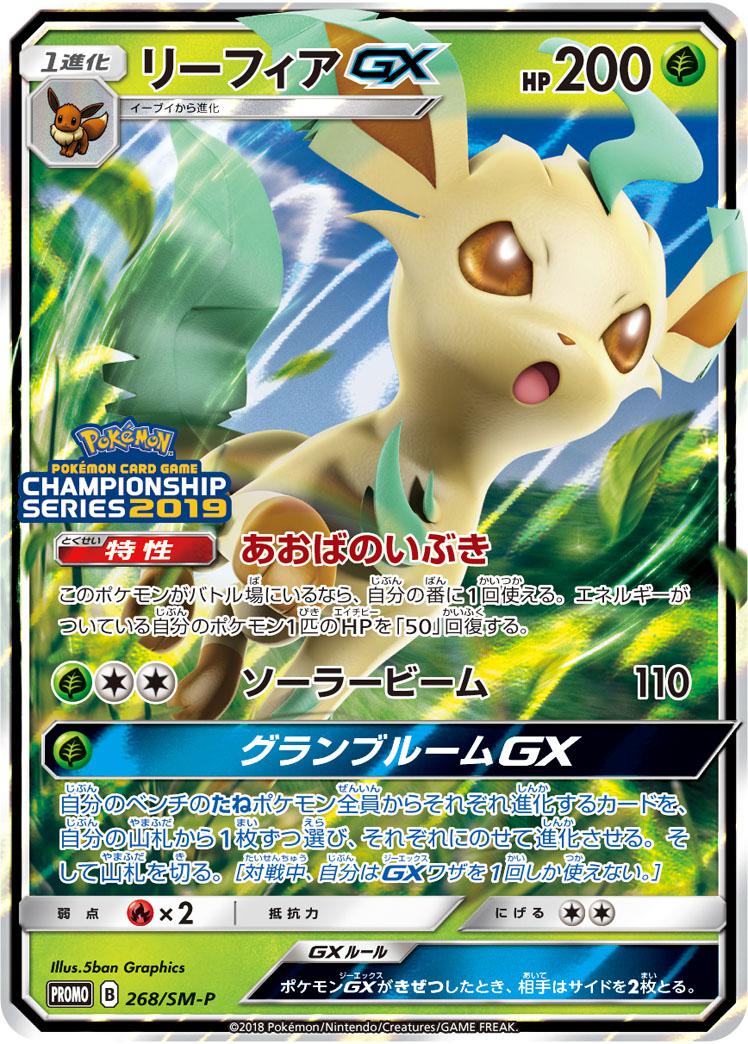 1進化
リーフィアGX
HP200
イーブイから進化
Pokémon
POKÉMON CARD GAME
CHAMPIONSHIP
SERIES 2019
とくせい
特性 あおばのいぶき
このポケモンがバトル場にいるなら、自分の番に1回使える。エネルギーが
ついている自分のポケモン1匹のHPを「50」回復する。
ソーラービーム 110
グランブルームGX
自分のベンチのたねポケモン全員からそれぞれ進化するカードを、
自分の山札から1枚ずつ選び、それぞれにのせて進化させる。そ
して山札を切る。[対戦中、自分はGXワザを1回しか使えない。]
弱点 ×2 抵抗力 にげる
GXルール
ポケモンGXがきぜつしたとき、相手はサイドを2枚とる。
Illus.5ban Graphics
PROMO B 268/SM-P
©2018 Pokémon/Nintendo/Creatures/GAME FREAK.